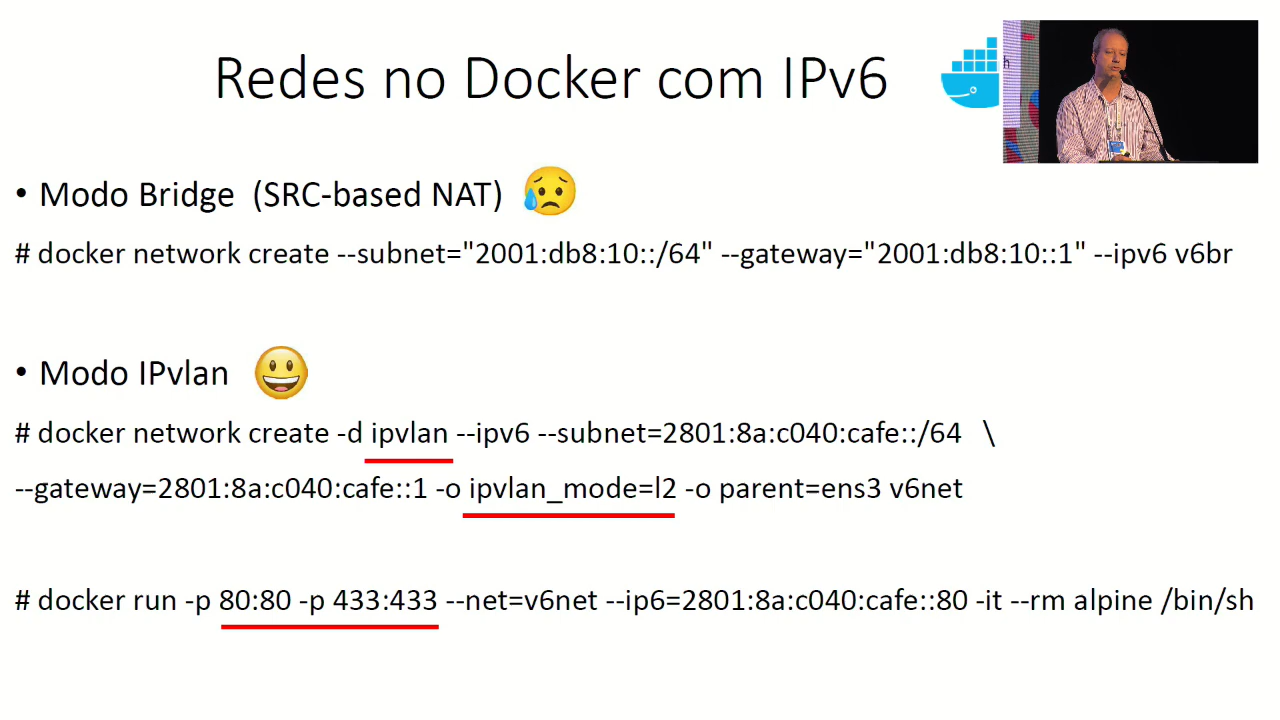 Redes no Docker com IPv6
• Modo Bridge (SRC-based NAT)
# docker network create --subnet="2001:db8:10::/64" --gateway="2001:db8:10::1" --ipv6 v6br
• Modo IPvlan
# docker network create -d ipvlan --ipv6 --subnet=2801:8a:c040:cafe::/64 \
--gateway=2801:8a:c040:cafe::1 -o ipvlan_mode=l2 -o parent=ens3 v6net
# docker run -p 80:80 -p 433:433 --net=v6net --ip6=2801:8a:c040:cafe::80 -it --rm alpine /bin/sh